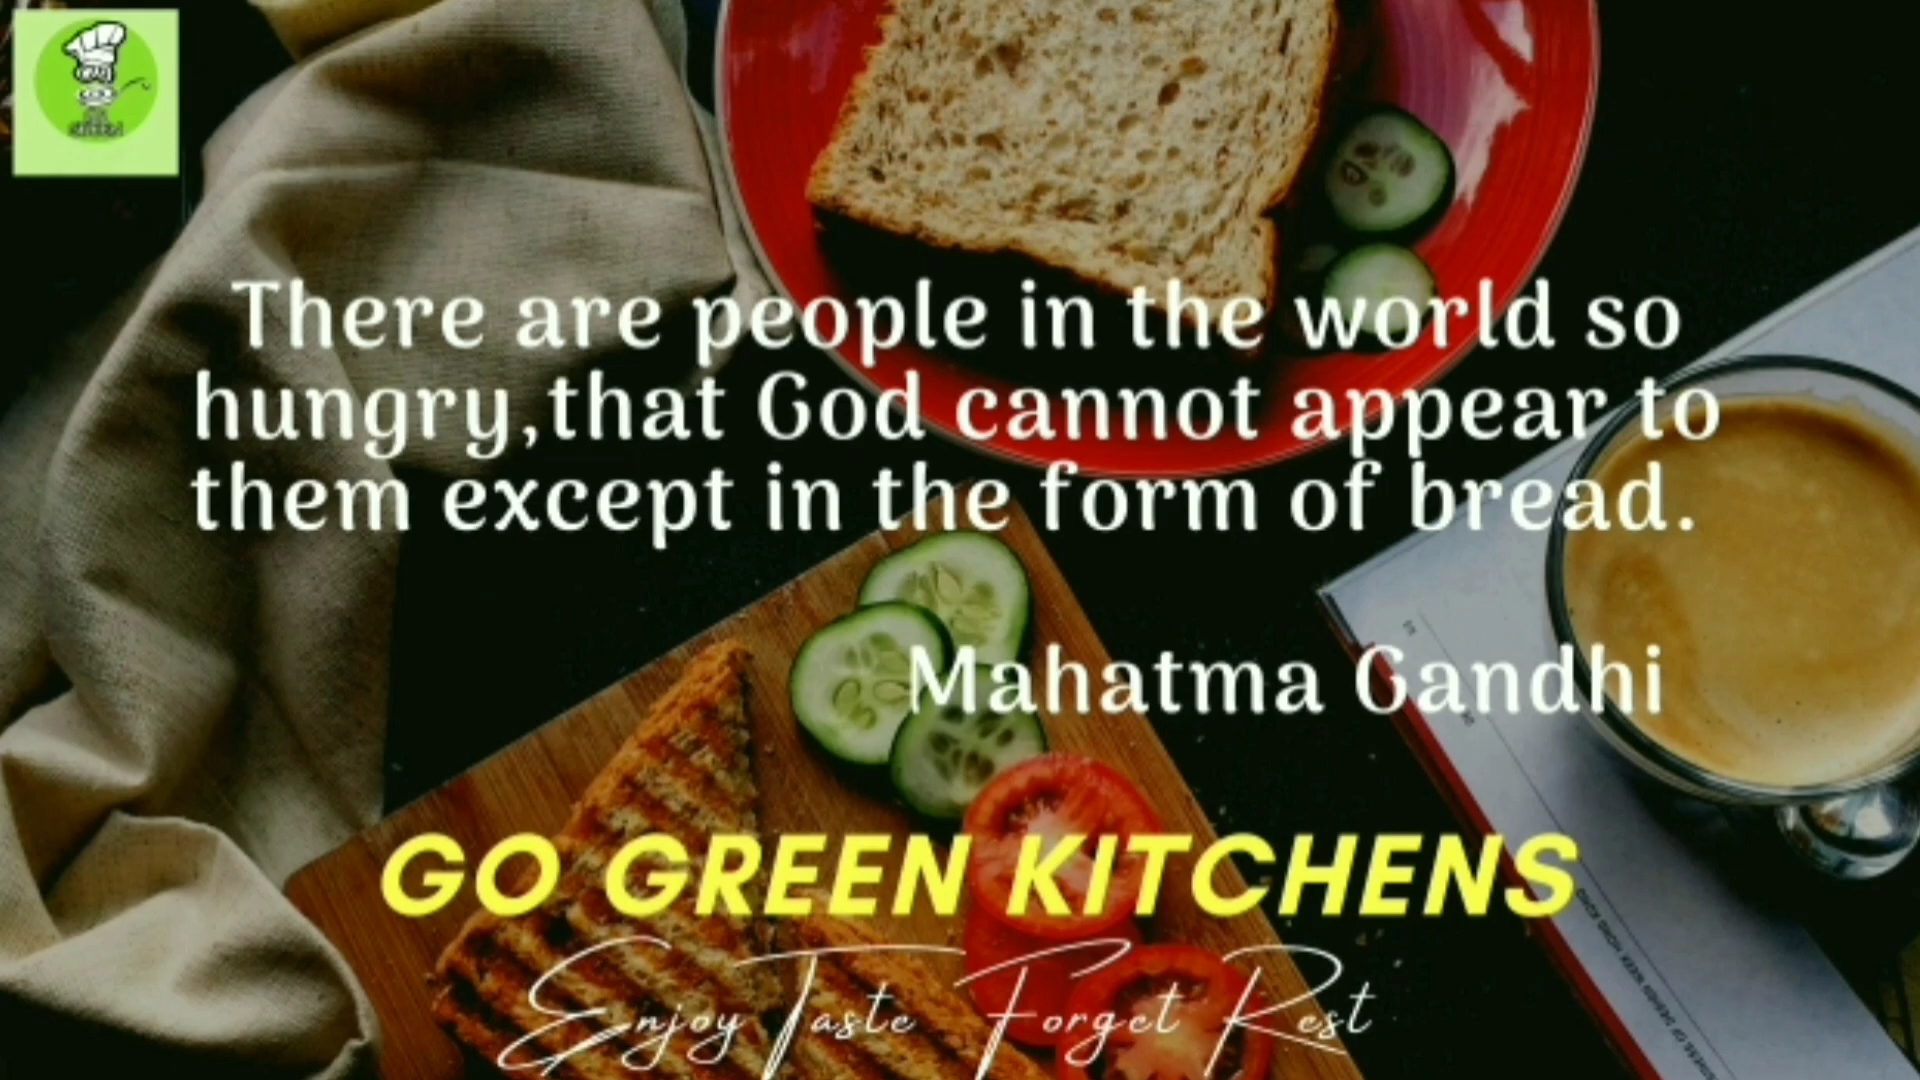 There are people in the world so
hungry,that God cannot appear to
them except in the form of bread.
Mahatma Gandhi
GO GREEN KITCHENS
Enjoy Taste Forget Rest